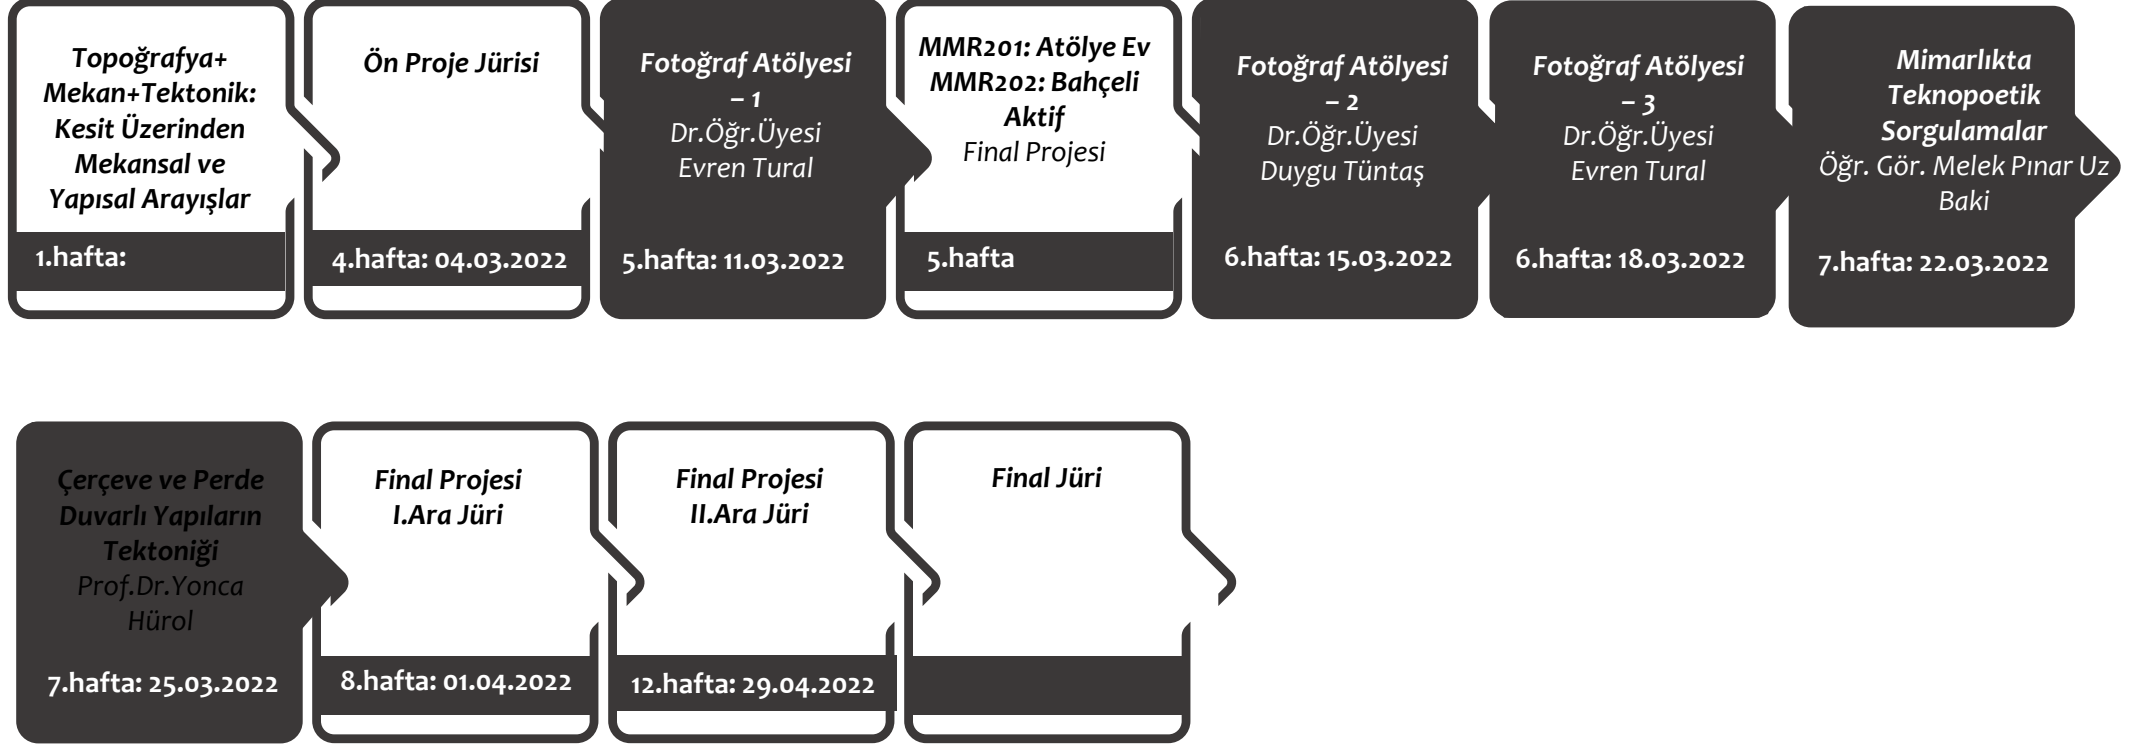 Topoğrafya+
Mekan+Tektonik:
Kesit Üzerinden
Mekansal ve
Yapısal Arayışlar
1.hafta:
Ön Proje Jürisi
4.hafta: 04.03.2022
Fotoğraf Atölyesi
– 1
Dr.Öğr.Üyesi
Evren Tural
5.hafta: 11.03.2022
MMR201: Atölye Ev
MMR202: Bahçeli
Aktif
Final Projesi
5.hafta
Fotoğraf Atölyesi
– 2
Dr.Öğr.Üyesi
Duygu Tüntaş
6.hafta: 15.03.2022
Fotoğraf Atölyesi
– 3
Dr.Öğr.Üyesi
Evren Tural
6.hafta: 18.03.2022
Mimarlıkta
Teknopoetik
Sorgulamalar
Öğr. Gör. Melek Pınar Uz
Baki
7.hafta: 22.03.2022
Çerçeve ve Perde
Duvarlı Yapıların
Tektoniği
Prof.Dr.Yonca
Hürol
7.hafta: 25.03.2022
Final Projesi
I.Ara Jüri
8.hafta: 01.04.2022
Final Projesi
II.Ara Jüri
12.hafta: 29.04.2022
Final Jüri